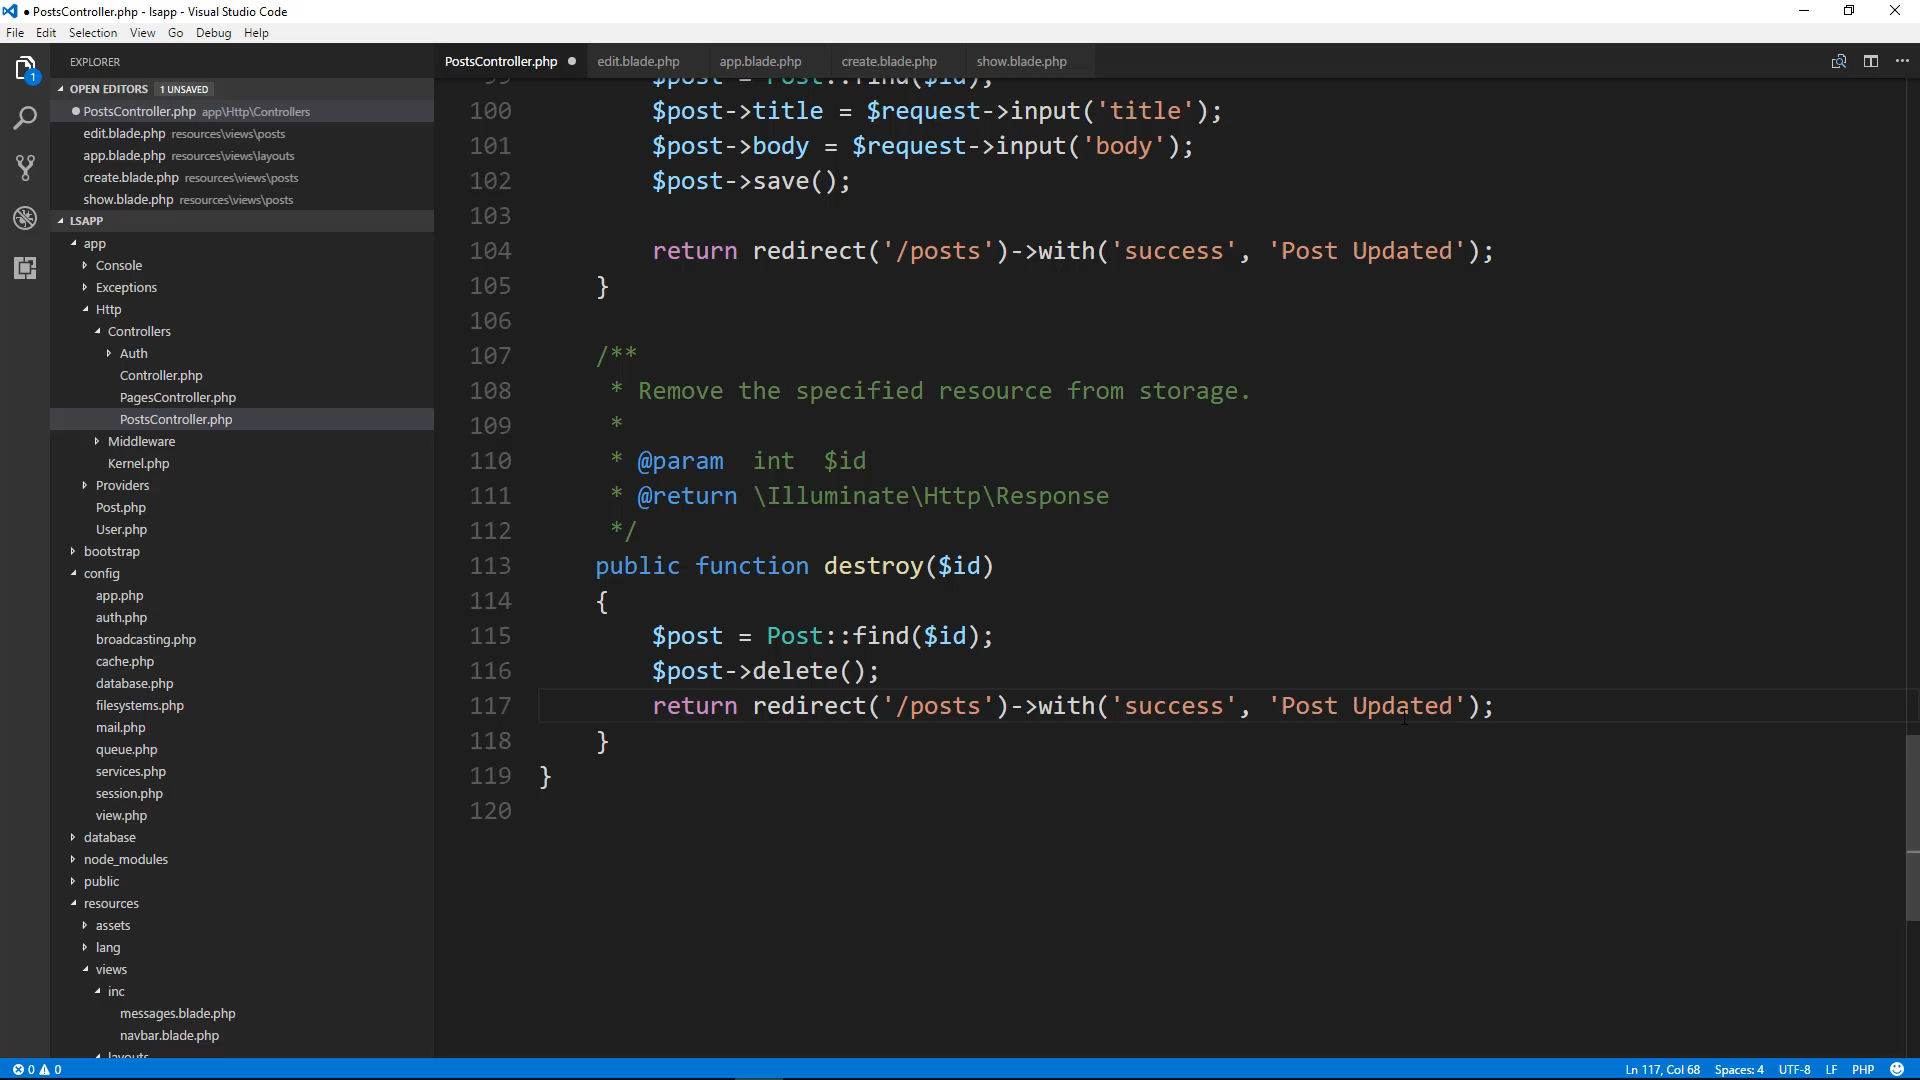 ● PostsController.php - lsapp - Visual Studio Code
File Edit Selection View Go Debug Help
EXPLORER
PostsController.php ● edit.blade.php app.blade.php create.blade.php show.blade.php
1
OPEN EDITORS 1 UNSAVED
● PostsController.php app\Http\Controllers
edit.blade.php resources\views\posts
app.blade.php resources\views\layouts
create.blade.php resources\views\posts
show.blade.php resources\views\posts
LSAPP
app
Console
Exceptions
Http
Controllers
Auth
Controller.php
PagesController.php
PostsController.php
Middleware
Kernel.php
Providers
Post.php
User.php
bootstrap
config
app.php
auth.php
broadcasting.php
cache.php
database.php
filesystems.php
mail.php
queue.php
services.php
session.php
view.php
database
node_modules
public
resources
assets
lang
views
inc
messages.blade.php
navbar.blade.php
layouts
99 $post = Post::find($id);
100 $post->title = $request->input('title');
101 $post->body = $request->input('body');
102 $post->save();
103
104 return redirect('/posts')->with('success', 'Post Updated');
105 }
106
107 /**
108 * Remove the specified resource from storage.
109 *
110 * @param  int  $id
111 * @return \Illuminate\Http\Response
112 */
113 public function destroy($id)
114 {
115 $post = Post::find($id);
116 $post->delete();
117 return redirect('/posts')->with('success', 'Post Updated');
118 }
119 }
120
0 0 Ln 117, Col 68 Spaces: 4 UTF-8 LF PHP